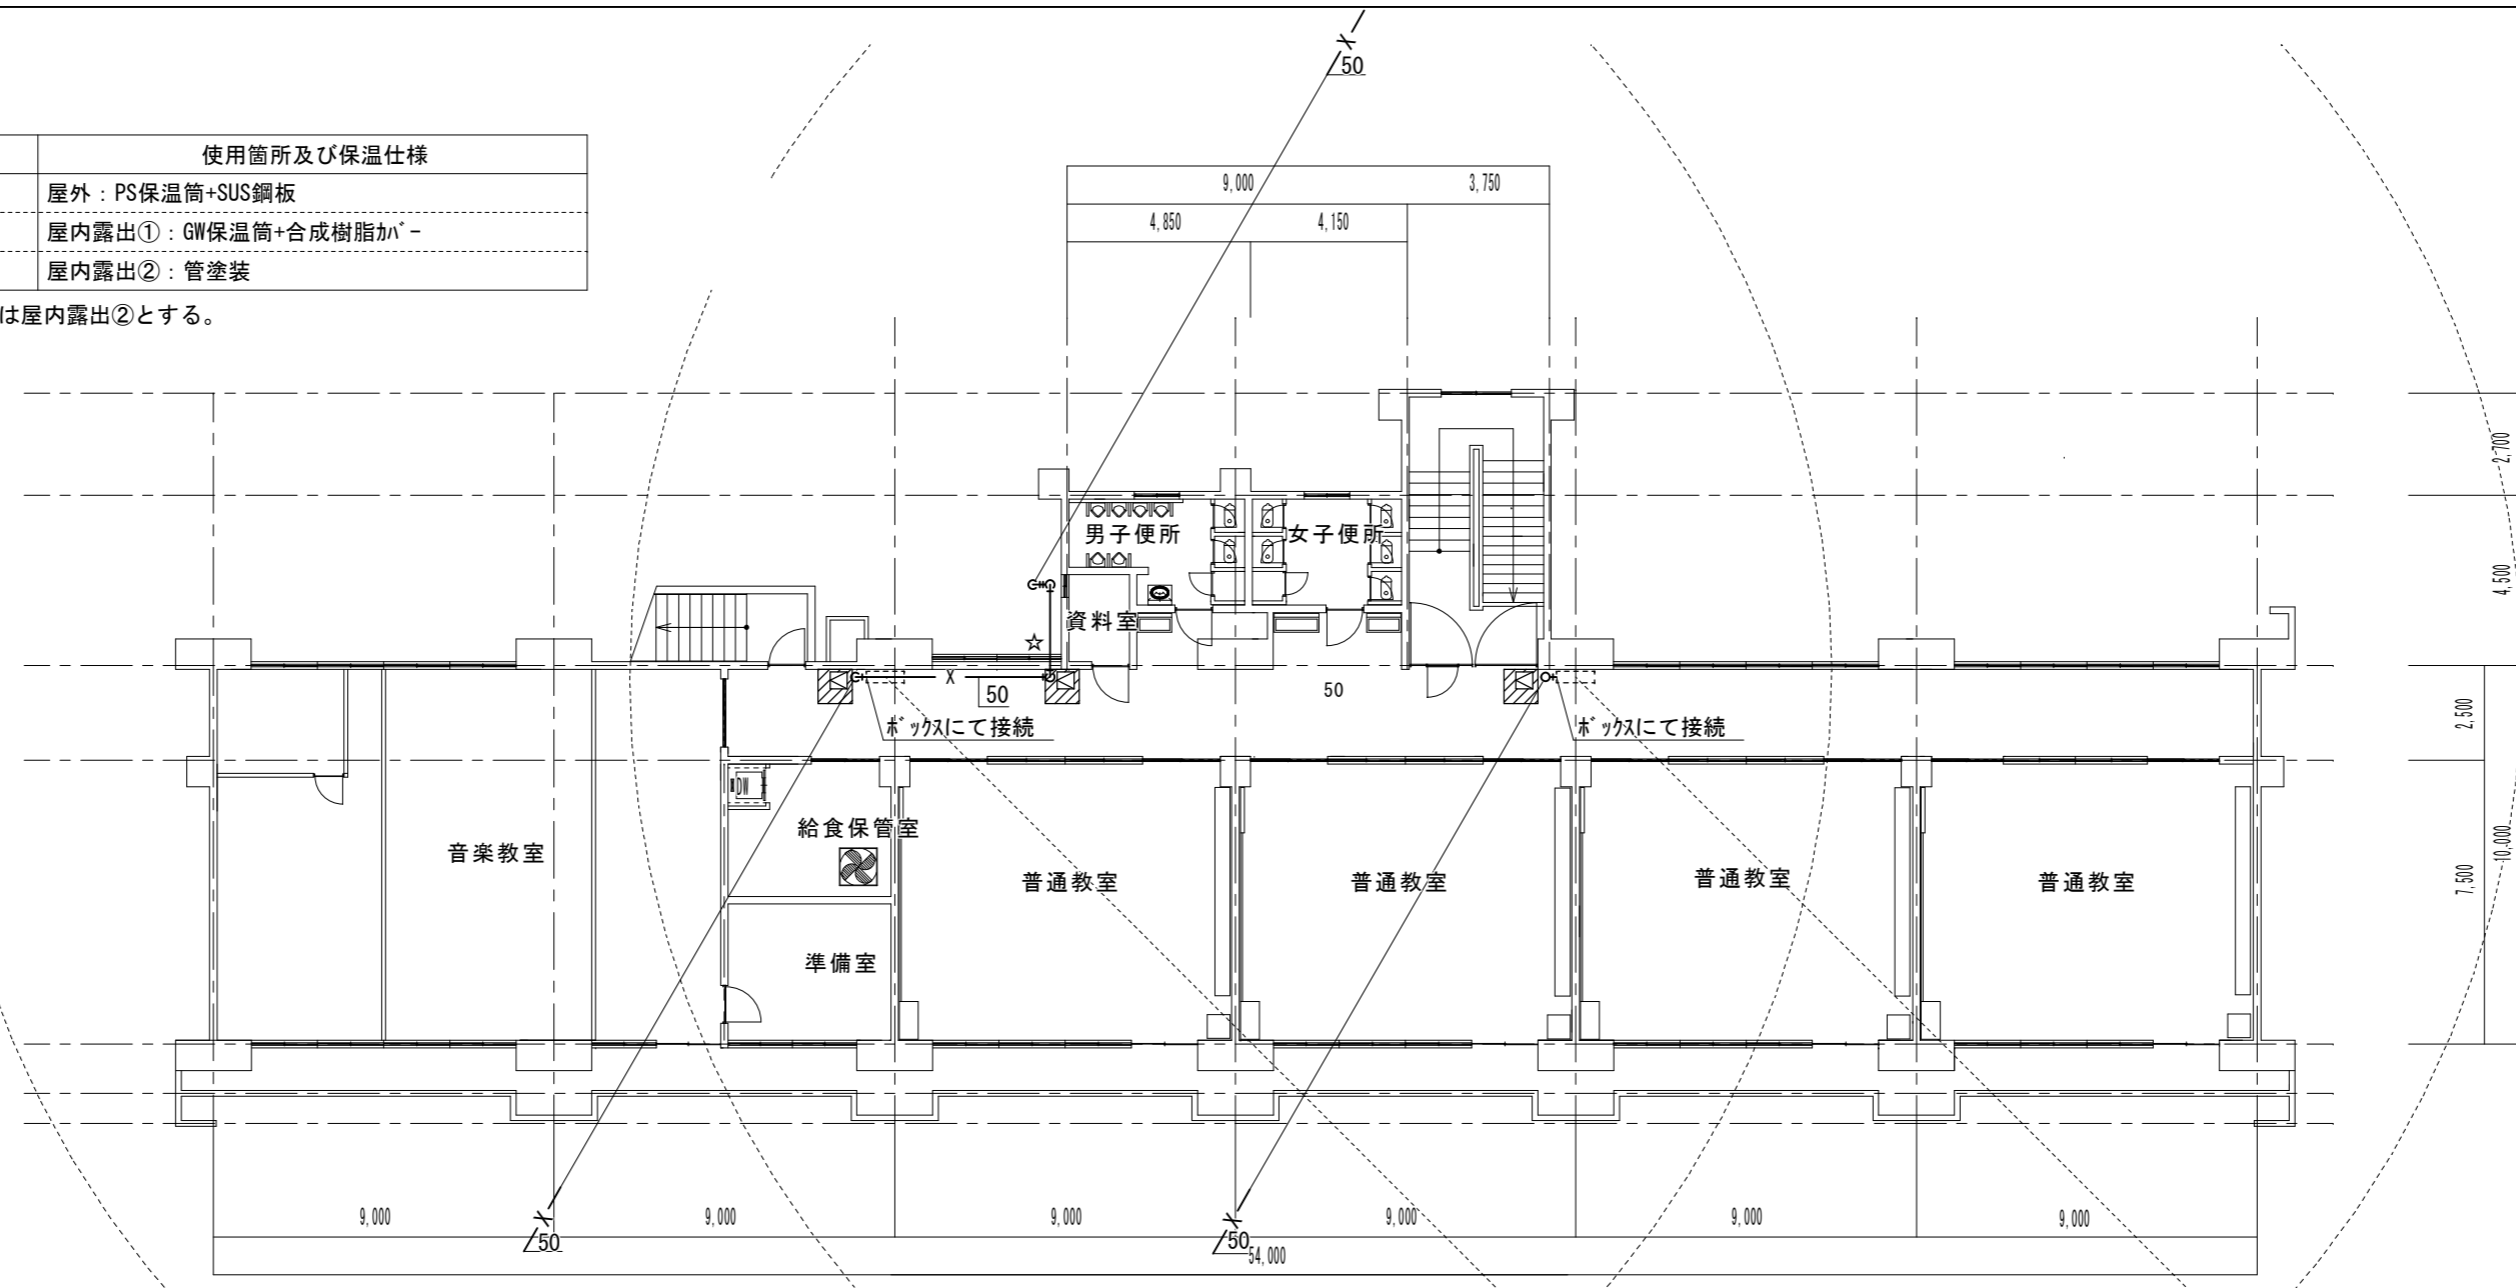 50
使用箇所及び保温仕様
屋外：PS保温筒+SUS鋼板
屋内露出①：GW保温筒+合成樹脂ｶﾊﾞｰ
屋内露出②：管塗装
は屋内露出②とする。
9,000
3,750
4,850
4,150
2,700
4,500
男子便所
女子便所
資料室
☆
X
50
50
ﾎﾞｯｸｽにて接続
ﾎﾞｯｸｽにて接続
2,500
DW
給食保管室
音楽教室
普通教室
普通教室
普通教室
普通教室
7,500
10,000
準備室
9,000
9,000
9,000
9,000
9,000
9,000
50
50
54,000